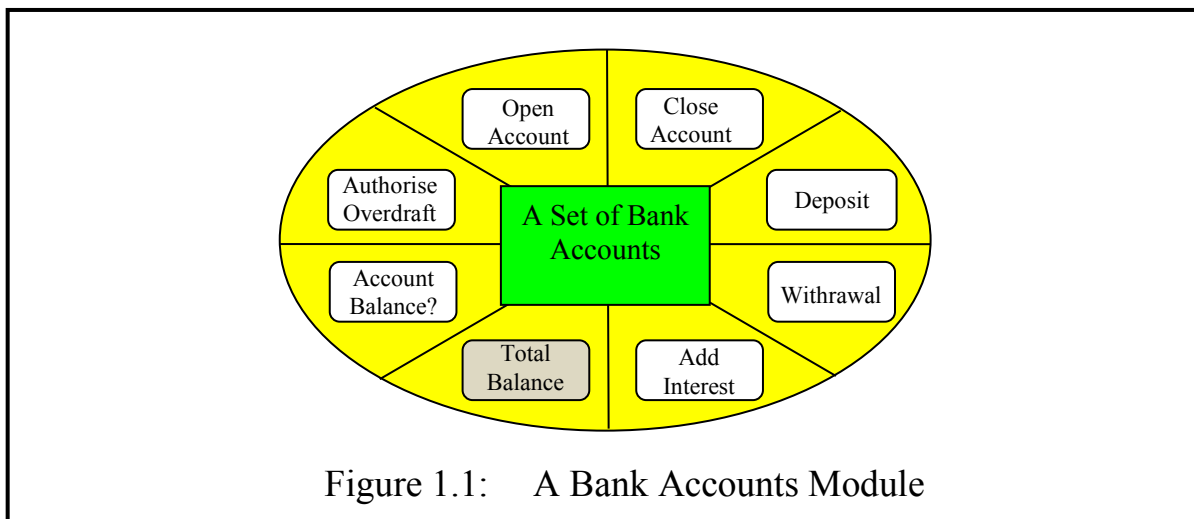 Open
Account
Close
Account
Authorise
Overdraft
A Set of Bank
Accounts
Deposit
Account
Balance?
Withrawal
Total
Balance
Add
Interest
Figure 1.1: A Bank Accounts Module